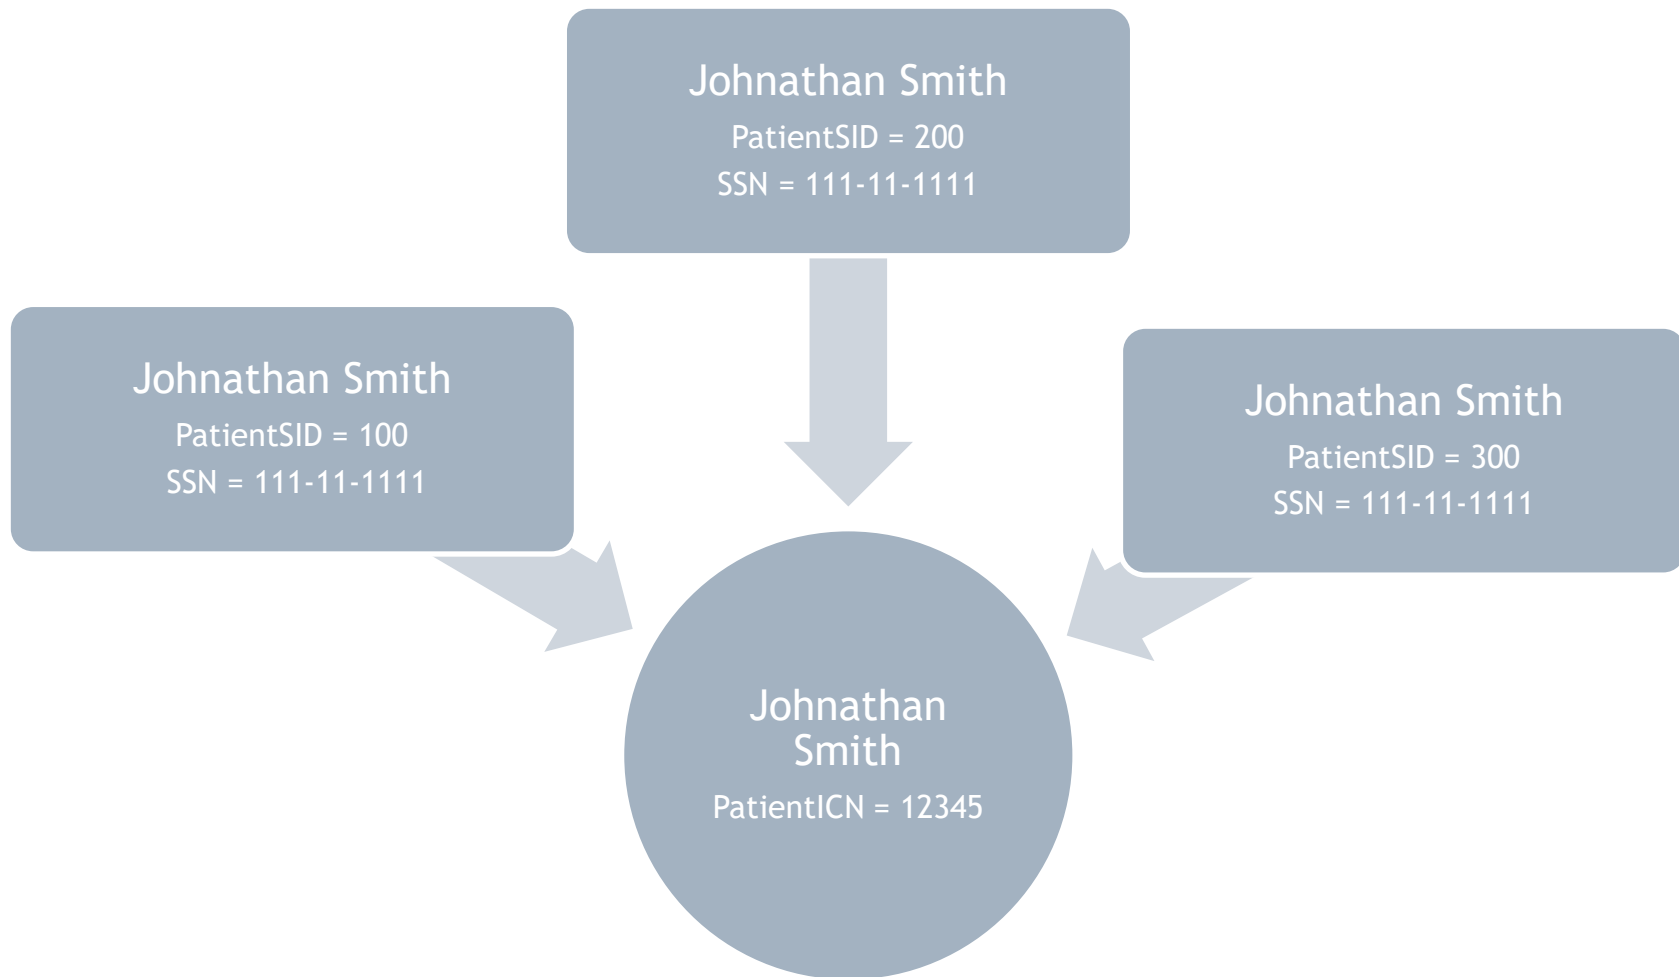 Johnathan Smith
PatientSID = 200
SSN = 111-11-1111
Johnathan Smith
PatientSID = 100
SSN = 111-11-1111
Johnathan Smith
PatientSID = 300
SSN = 111-11-1111
Johnathan
Smith
PatientICN = 12345